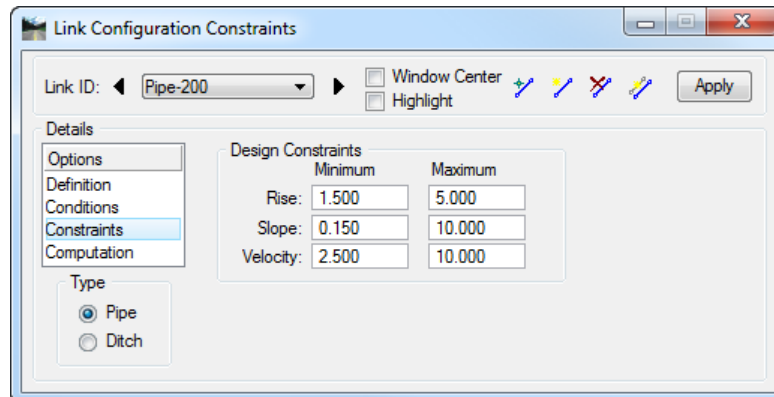 Link Configuration Constraints
Link ID: Pipe-200 Window Center Apply
Highlight
Details
Options
Definition
Conditions
Constraints
Computation
Type
Pipe
Ditch
Design Constraints
Minimum Maximum
Rise: 1.500 5.000
Slope: 0.150 10.000
Velocity: 2.500 10.000